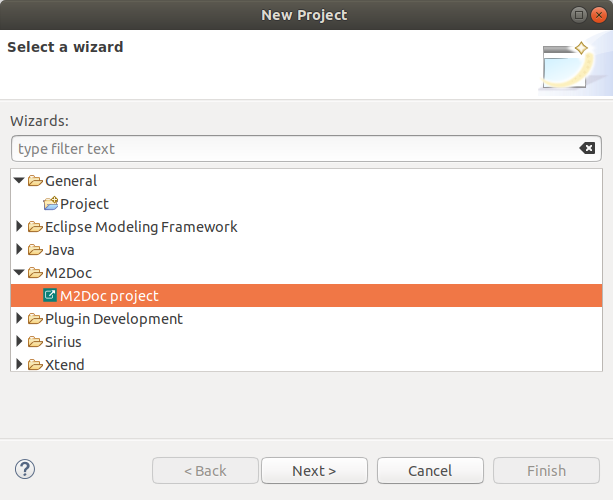 New Project
Select a wizard
Wizards:
type filter text
General
Project
Eclipse Modeling Framework
Java
M2Doc
M2Doc project
Plug-in Development
Sirius
Xtend
? < Back Next > Cancel Finish